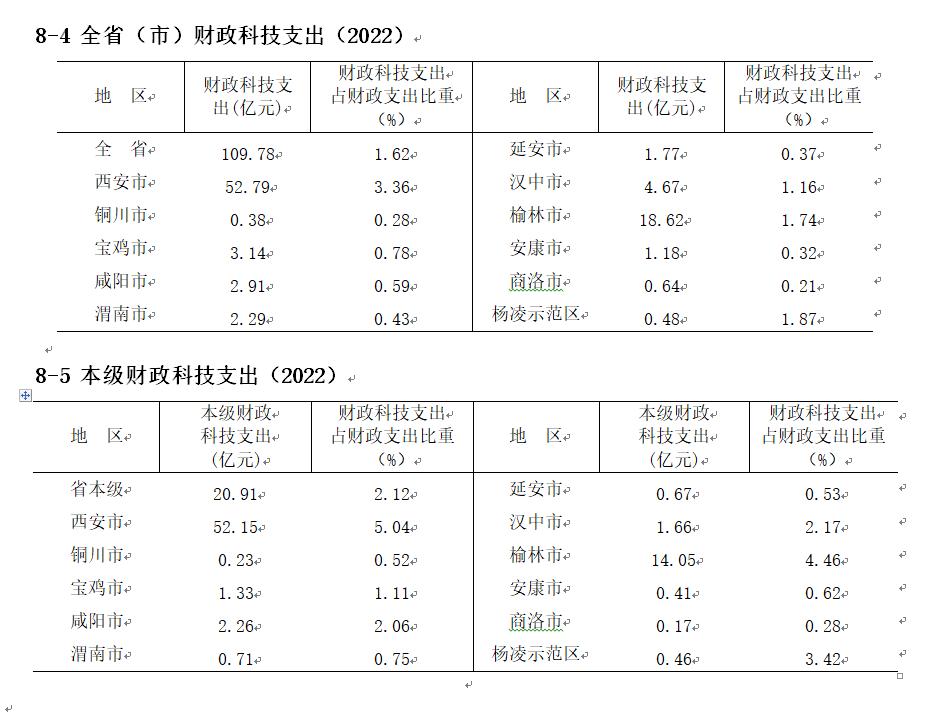 8-4 全省（市）财政科技支出（2022）
地 区 财政科技支出(亿元) 财政科技支出占财政支出比重（%） 地 区 财政科技支出(亿元) 财政科技支出占财政支出比重（%）
全 省 109.78 1.62 延安市 1.77 0.37
西安市 52.79 3.36 汉中市 4.67 1.16
铜川市 0.38 0.28 榆林市 18.62 1.74
宝鸡市 3.14 0.78 安康市 1.18 0.32
咸阳市 2.91 0.59 商洛市 0.64 0.21
渭南市 2.29 0.43 杨凌示范区 0.48 1.87
8-5 本级财政科技支出（2022）
地 区 本级财政科技支出(亿元) 财政科技支出占财政支出比重（%） 地 区 本级财政科技支出(亿元) 财政科技支出占财政支出比重（%）
省本级 20.91 2.12 延安市 0.67 0.53
西安市 52.15 5.04 汉中市 1.66 2.17
铜川市 0.23 0.52 榆林市 14.05 4.46
宝鸡市 1.33 1.11 安康市 0.41 0.62
咸阳市 2.26 2.06 商洛市 0.17 0.28
渭南市 0.71 0.75 杨凌示范区 0.46 3.42